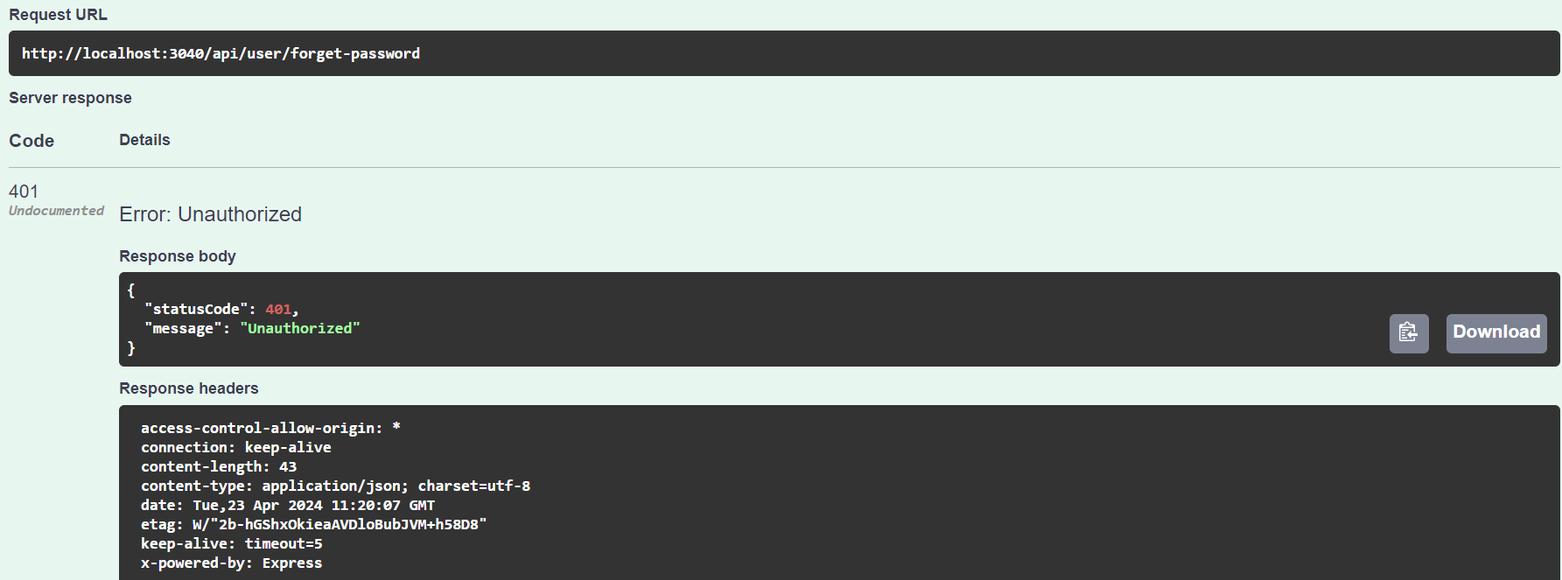 Request URL
http://localhost:3040/api/user/forget-password
Server response
Code Details
401
Undocumented
Error: Unauthorized
Response body
{
  "statusCode": 401,
  "message": "Unauthorized"
}
Download
Response headers
access-control-allow-origin: *
connection: keep-alive
content-length: 43
content-type: application/json; charset=utf-8
date: Tue,23 Apr 2024 11:20:07 GMT
etag: W/"2b-hGShxOkieaAVDloBubJVM+h58D8"
keep-alive: timeout=5
x-powered-by: Express